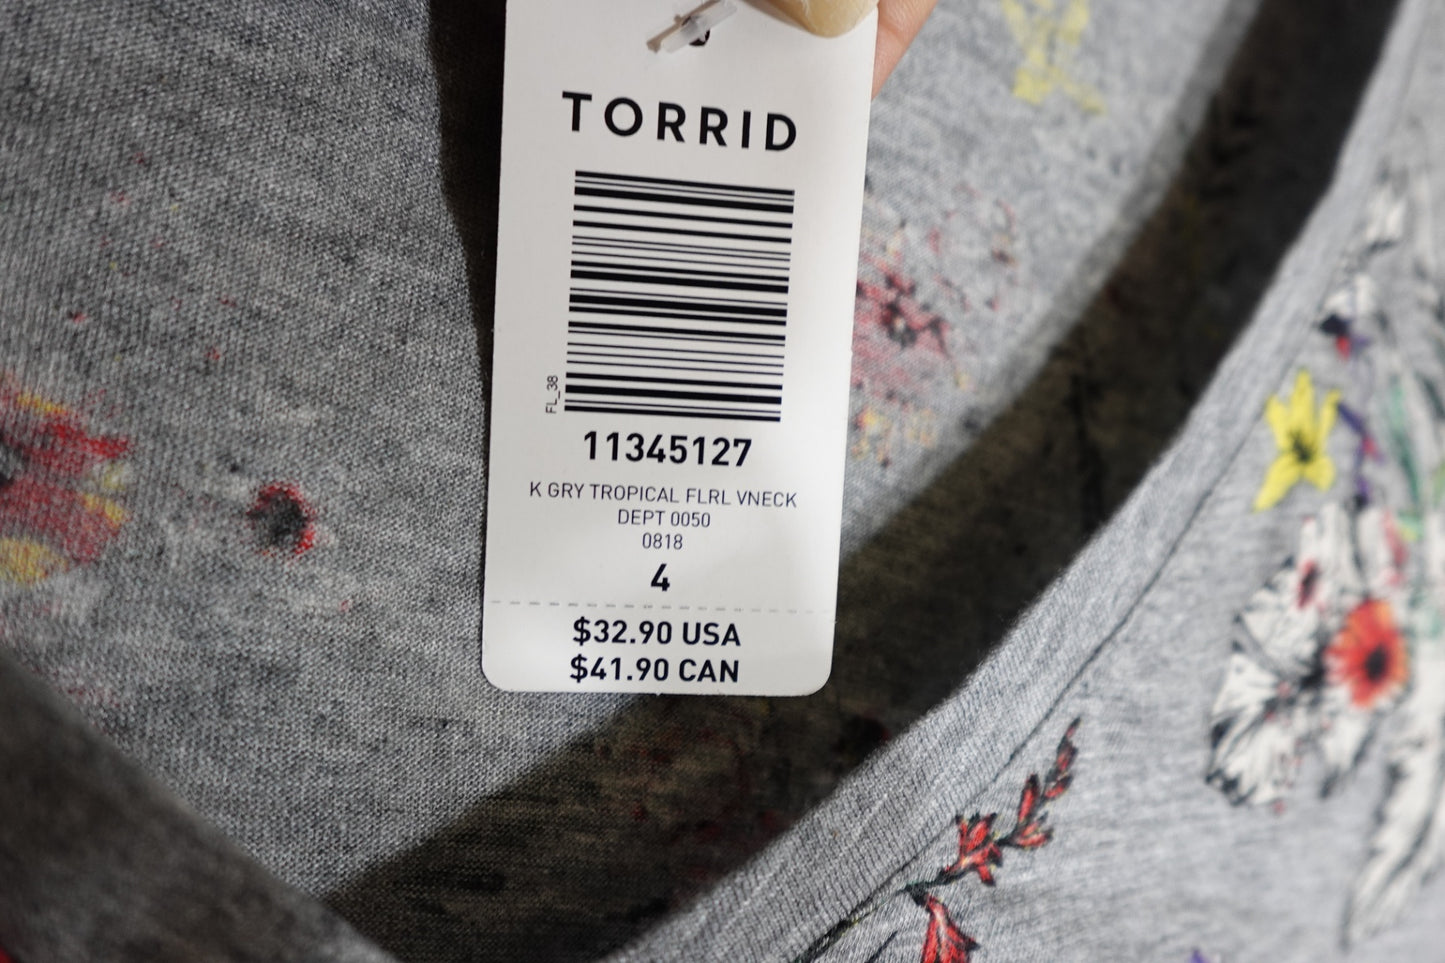 TORRID
FL_38
11345127
K GRY TROPICAL FLRL VNECK
DEPT 0050
0818
4
$32.90 USA
$41.90 CAN